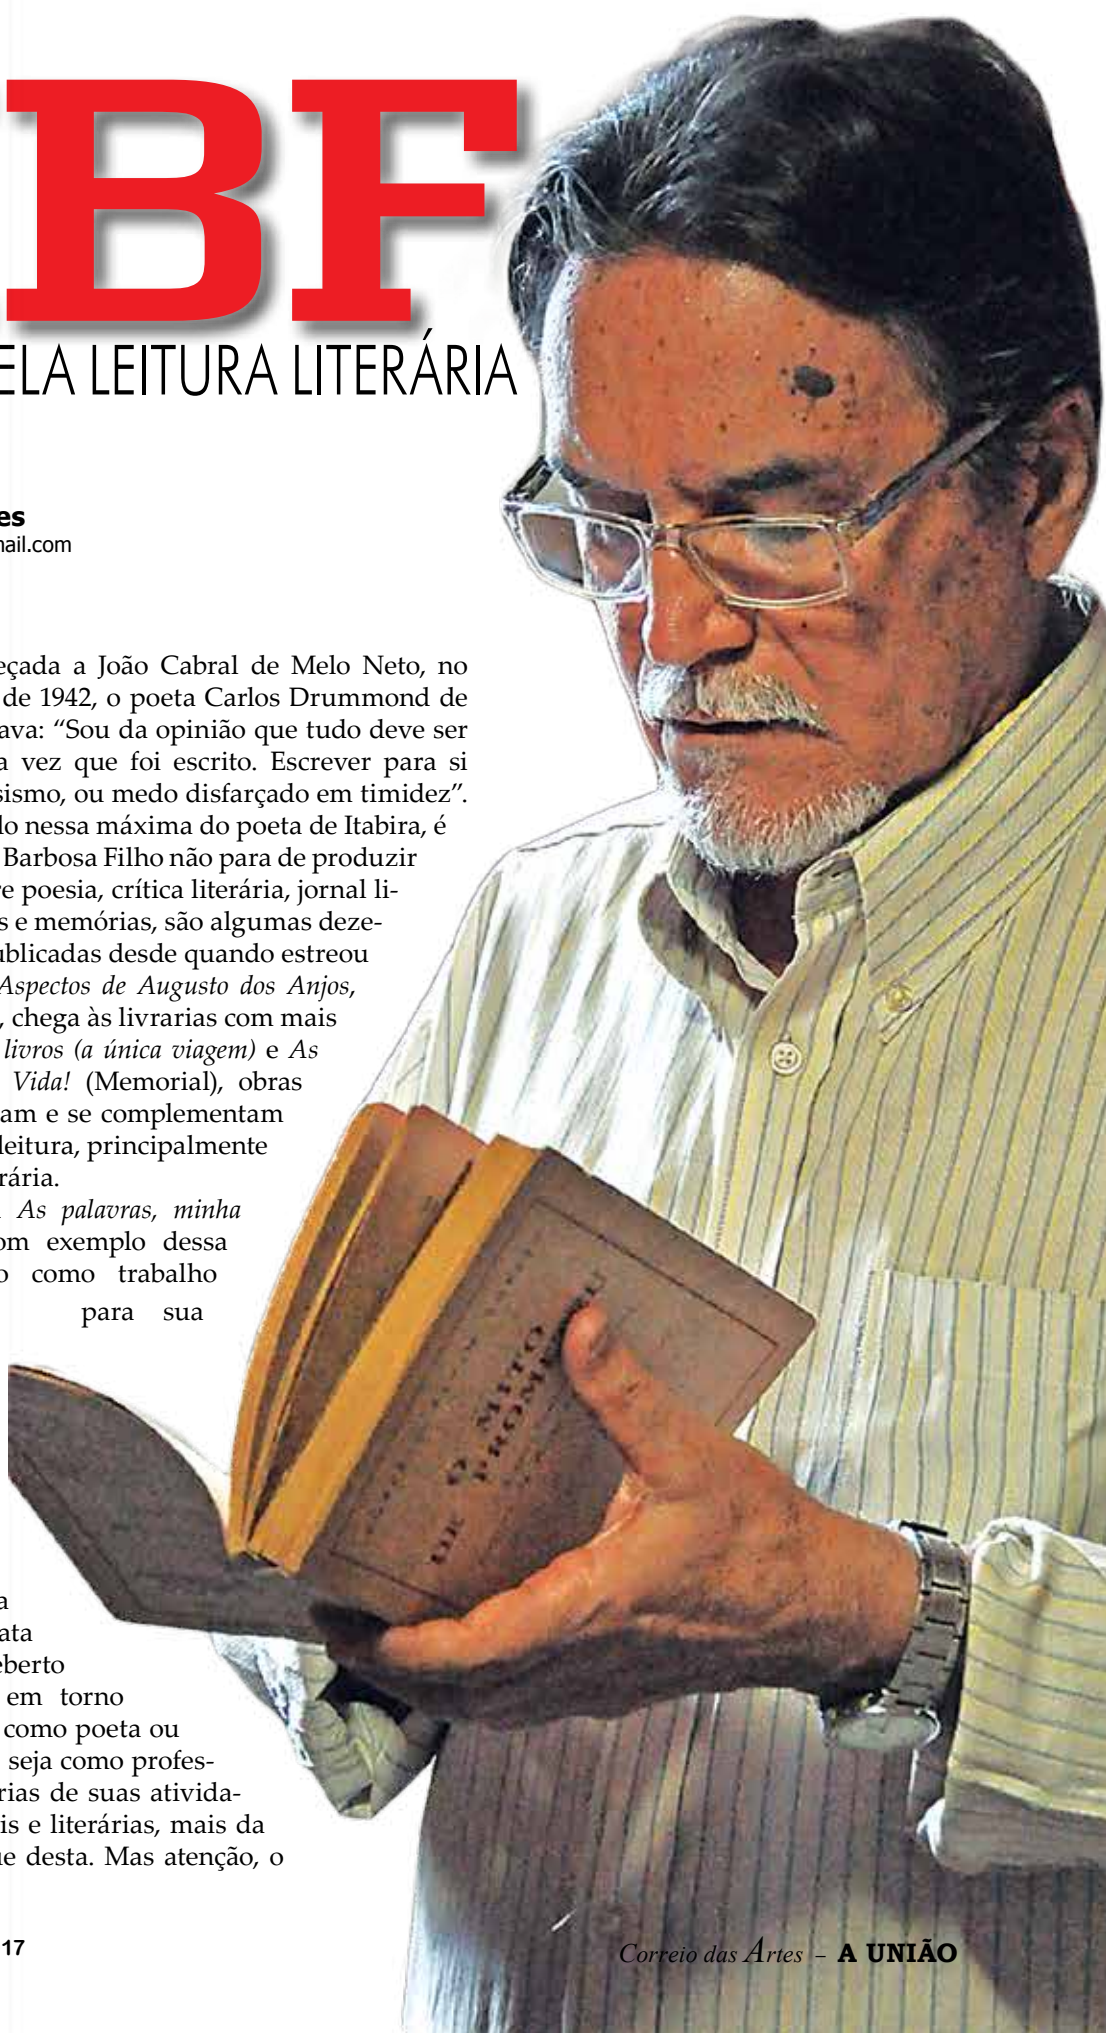 BF
ELA LEITURA LITERÁRIA
es
mail.com
eçada a João Cabral de Melo Neto, no
de 1942, o poeta Carlos Drummond de
ava: “Sou da opinião que tudo deve ser
a vez que foi escrito. Escrever para si
sismo, ou medo disfarçado em timidez”.
do nessa máxima do poeta de Itabira, é
Barbosa Filho não para de produzir
e poesia, crítica literária, jornal li-
s e memórias, são algumas deze-
ublicadas desde quando estreou
Aspectos de Augusto dos Anjos,
, chega às livrarias com mais
livros (a única viagem) e As
Vida! (Memorial), obras
am e se complementam
leitura, principalmente
rária.
As palavras, minha
om exemplo dessa
o como trabalho
para sua
O MITO
DE
a
ata
eberto
em torno
como poeta ou
seja como profes-
rias de suas ativida-
is e literárias, mais da
ue desta. Mas atenção, o
17
Correio das Artes – A UNIÃO